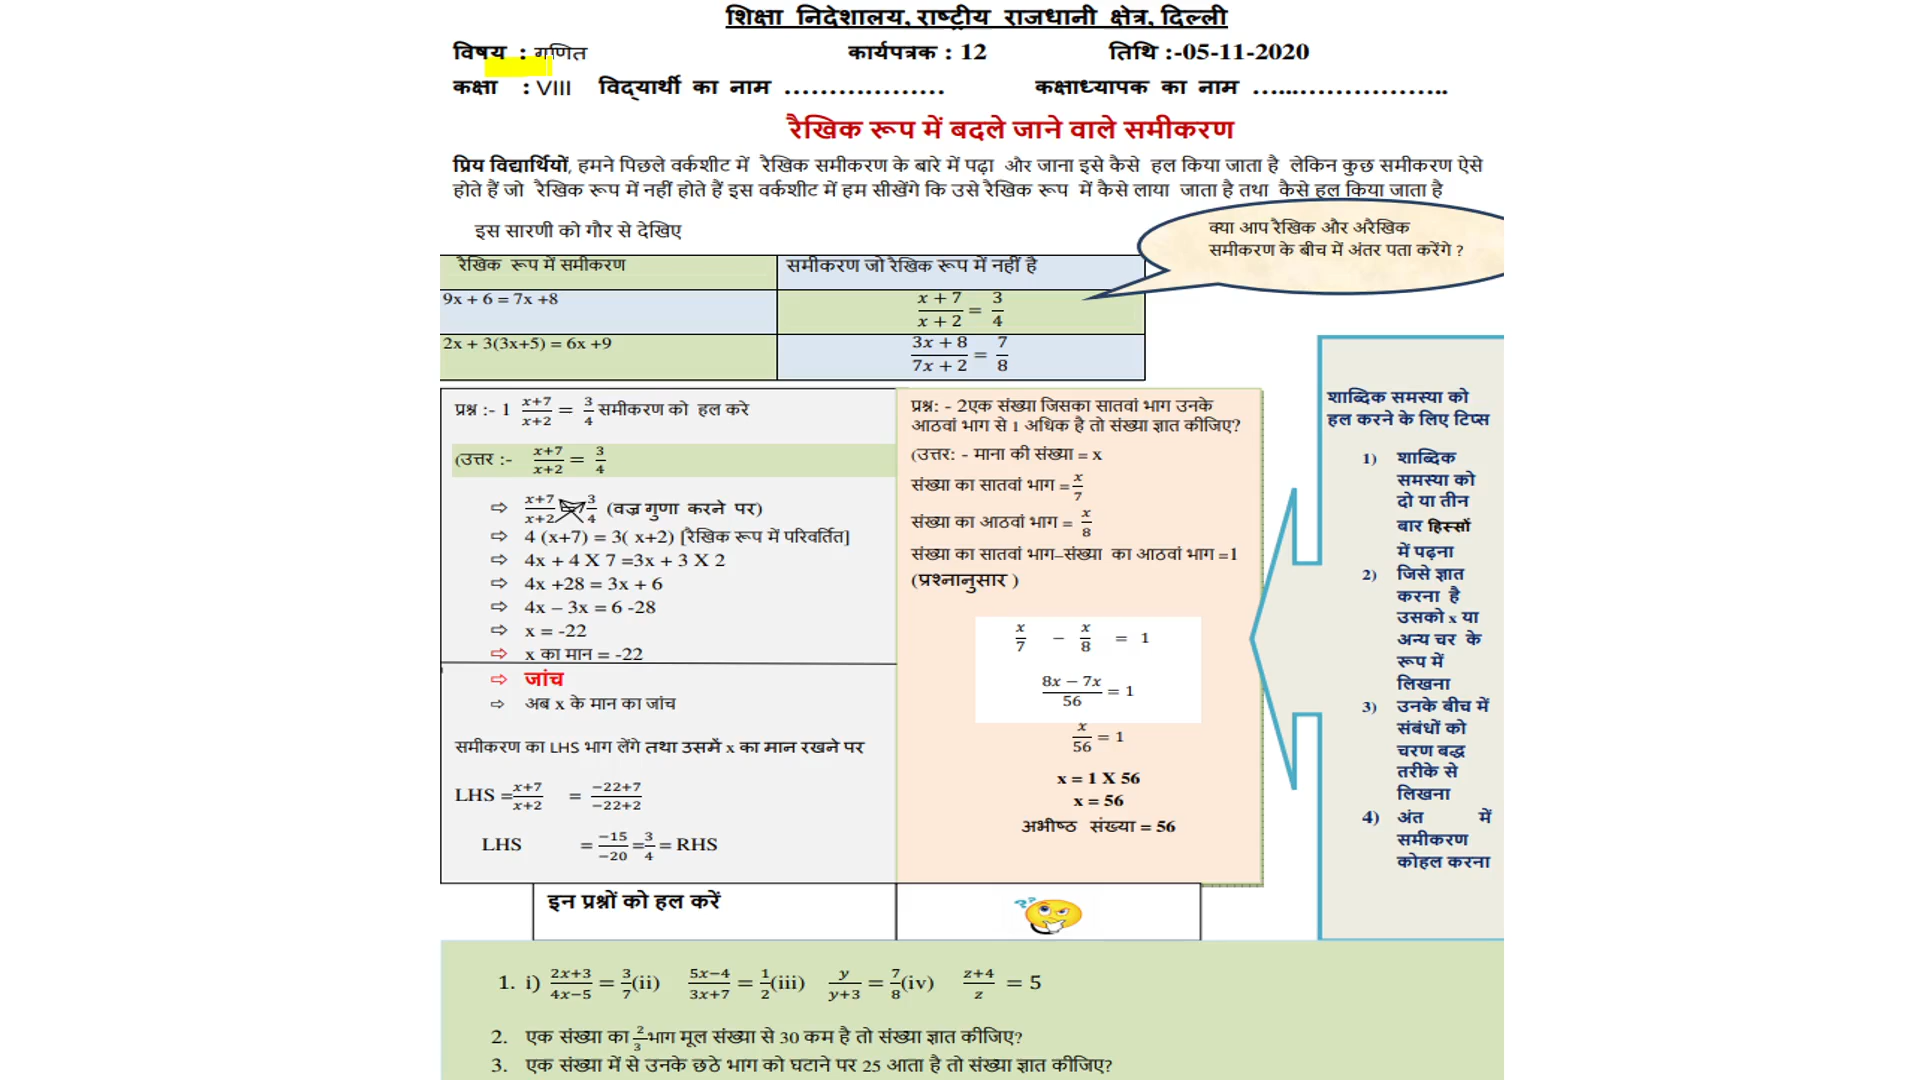 शिक्षा निदेशालय, राष्ट्रीय राजधानी क्षेत्र, दिल्ली
विषय : गणित कार्यपत्रक : 12 तिथि :-05-11-2020
कक्षा : VIII विद्यार्थी का नाम .................. कक्षाध्यापक का नाम ......................
रैखिक रूप में बदले जाने वाले समीकरण
प्रिय विद्यार्थियों, हमने पिछले वर्कशीट में रैखिक समीकरण के बारे में पढ़ा और जाना इसे कैसे हल किया जाता है लेकिन कुछ समीकरण ऐसे
होते हैं जो रैखिक रूप में नहीं होते हैं इस वर्कशीट में हम सीखेंगे कि उसे रैखिक रूप में कैसे लाया जाता है तथा कैसे हल किया जाता है
इस सारणी को गौर से देखिए
क्या आप रैखिक और अरैखिक
समीकरण के बीच में अंतर पता करेंगे ?
रैखिक रूप में समीकरण समीकरण जो रैखिक रूप में नहीं है
9x + 6 = 7x +8 (x + 7)/(x + 2) = 3/4
2x + 3(3x+5) = 6x +9 (3x + 8)/(7x + 2) = 7/8
प्रश्न :- 1 (x+7)/(x+2) = 3/4 समीकरण को हल करे
(उत्तर :- (x+7)/(x+2) = 3/4
⇨ (x+7)/(x+2) = 3/4 (वज्र गुणा करने पर)
⇨ 4 (x+7) = 3( x+2) [रैखिक रूप में परिवर्तित]
⇨ 4x + 4 X 7 =3x + 3 X 2
⇨ 4x +28 = 3x + 6
⇨ 4x – 3x = 6 -28
⇨ x = -22
⇨ x का मान = -22
⇨ जांच
⇨ अब x के मान का जांच
समीकरण का LHS भाग लेंगे तथा उसमें x का मान रखने पर
LHS =(x+7)/(x+2) = (−22+7)/(−22+2)
LHS = −15/−20 =3/4 = RHS
प्रश्न: - 2एक संख्या जिसका सातवां भाग उनके
आठवां भाग से 1 अधिक है तो संख्या ज्ञात कीजिए?
(उत्तर: - माना की संख्या = x
संख्या का सातवां भाग = x/7
संख्या का आठवां भाग = x/8
संख्या का सातवां भाग–संख्या का आठवां भाग =1
(प्रश्नानुसार )
x/7 − x/8 = 1
(8x − 7x)/56 = 1
x/56 = 1
x = 1 X 56
x = 56
अभीष्ठ संख्या = 56
शाब्दिक समस्या को
हल करने के लिए टिप्स
1) शाब्दिक
समस्या को
दो या तीन
बार हिस्सों
में पढ़ना
2) जिसे ज्ञात
करना है
उसको x या
अन्य चर के
रूप में
लिखना
3) उनके बीच में
संबंधों को
चरण बद्ध
तरीके से
लिखना
4) अंत में
समीकरण
कोहल करना
इन प्रश्नों को हल करें
1. i) (2x+3)/(4x−5) = 3/7 (ii) (5x−4)/(3x+7) = 1/2 (iii) y/(y+3) = 7/8 (iv) (z+4)/z = 5
2. एक संख्या का 2/3 भाग मूल संख्या से 30 कम है तो संख्या ज्ञात कीजिए?
3. एक संख्या में से उनके छठे भाग को घटाने पर 25 आता है तो संख्या ज्ञात कीजिए?